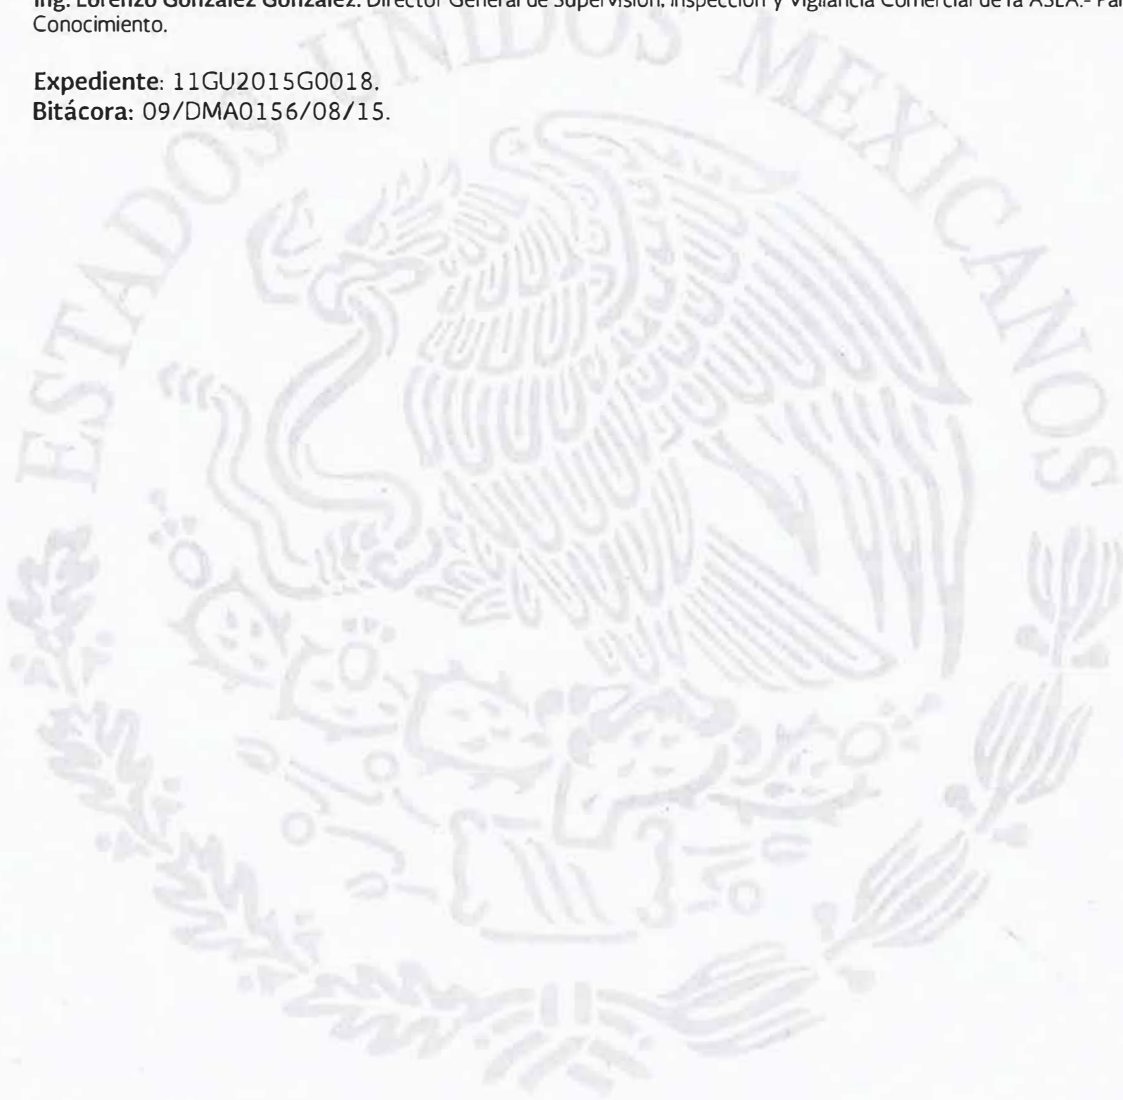 Ing. Lorenzo González González. Director General de Supervisión, Inspección y Vigilancia Comercial de la ASEA.-
Conocimiento.
Expediente: 11GU2015G0018.
Bitácora: 09/DMA0156/08/15.
ESTADOS UNIDOS MEXICANOS